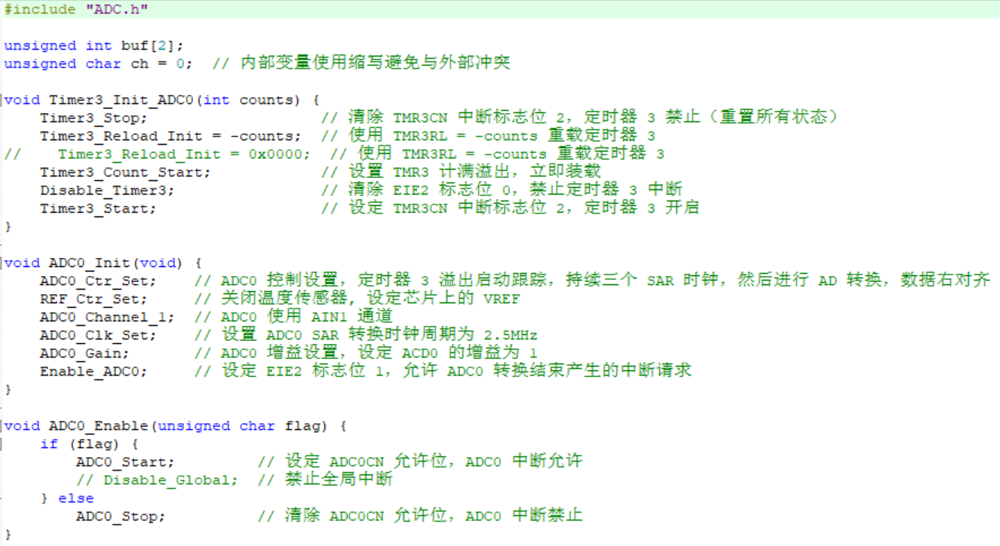 #include "ADC.h"
unsigned int buf[2];
unsigned char ch = 0;  // 内部变量使用缩写避免与外部冲突
void Timer3_Init_ADC0(int counts) {
    Timer3_Stop;                   // 清除 TMR3CN 中断标志位 2，定时器 3 禁止（重置所有状态）
    Timer3_Reload_Init = -counts;  // 使用 TMR3RL = -counts 重载定时器 3
//    Timer3_Reload_Init = 0x0000;  // 使用 TMR3RL = -counts 重载定时器 3
    Timer3_Count_Start;            // 设置 TMR3 计满溢出，立即装载
    Disable_Timer3;                // 清除 EIE2 标志位 0，禁止定时器 3 中断
    Timer3_Start;                  // 设定 TMR3CN 中断标志位 2，定时器 3 开启
}
void ADC0_Init(void) {
    ADC0_Ctr_Set;    // ADC0 控制设置，定时器 3 溢出启动跟踪，持续三个 SAR 时钟，然后进行 AD 转换，数据右对齐
    REF_Ctr_Set;     // 关闭温度传感器, 设定芯片上的 VREF
    ADC0_Channel_1;  // ADC0 使用 AIN1 通道
    ADC0_Clk_Set;    // 设置 ADC0 SAR 转换时钟周期为 2.5MHz
    ADC0_Gain;       // ADC0 增益设置，设定 ACD0 的增益为 1
    Enable_ADC0;     // 设定 EIE2 标志位 1，允许 ADC0 转换结束产生的中断请求
}
void ADC0_Enable(unsigned char flag) {
    if (flag) {
        ADC0_Start;         // 设定 ADC0CN 允许位，ADC0 中断允许
        // Disable_Global;  // 禁止全局中断
    } else
        ADC0_Stop;          // 清除 ADC0CN 允许位，ADC0 中断禁止
}